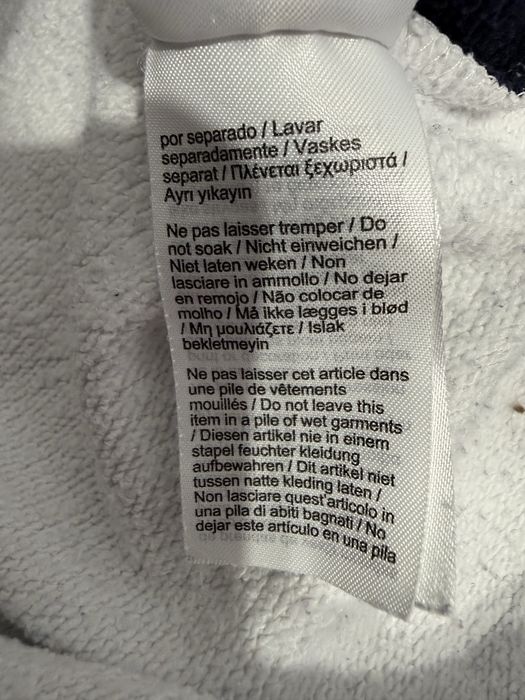 por separado / Lavar
separadamente / Vaskes
separat / Πλένεται ξεχωριστά /
Ayrı yıkayın
Ne pas laisser tremper / Do
not soak / Nicht einweichen /
Niet laten weken / Non
lasciare in ammollo / No dejar
en remojo / Não colocar de
molho / Må ikke lægges i blød
/ Μη μουλιάζετε / Islak
bekletmeyin
Ne pas laisser cet article dans
une pile de vêtements
mouillés / Do not leave this
item in a pile of wet garments
/ Diesen artikel nie in einem
stapel feuchter kleidung
aufbewahren / Dit artikel niet
tussen natte kleding laten /
Non lasciare quest'articolo in
una pila di abiti bagnati / No
dejar este artículo en una pila